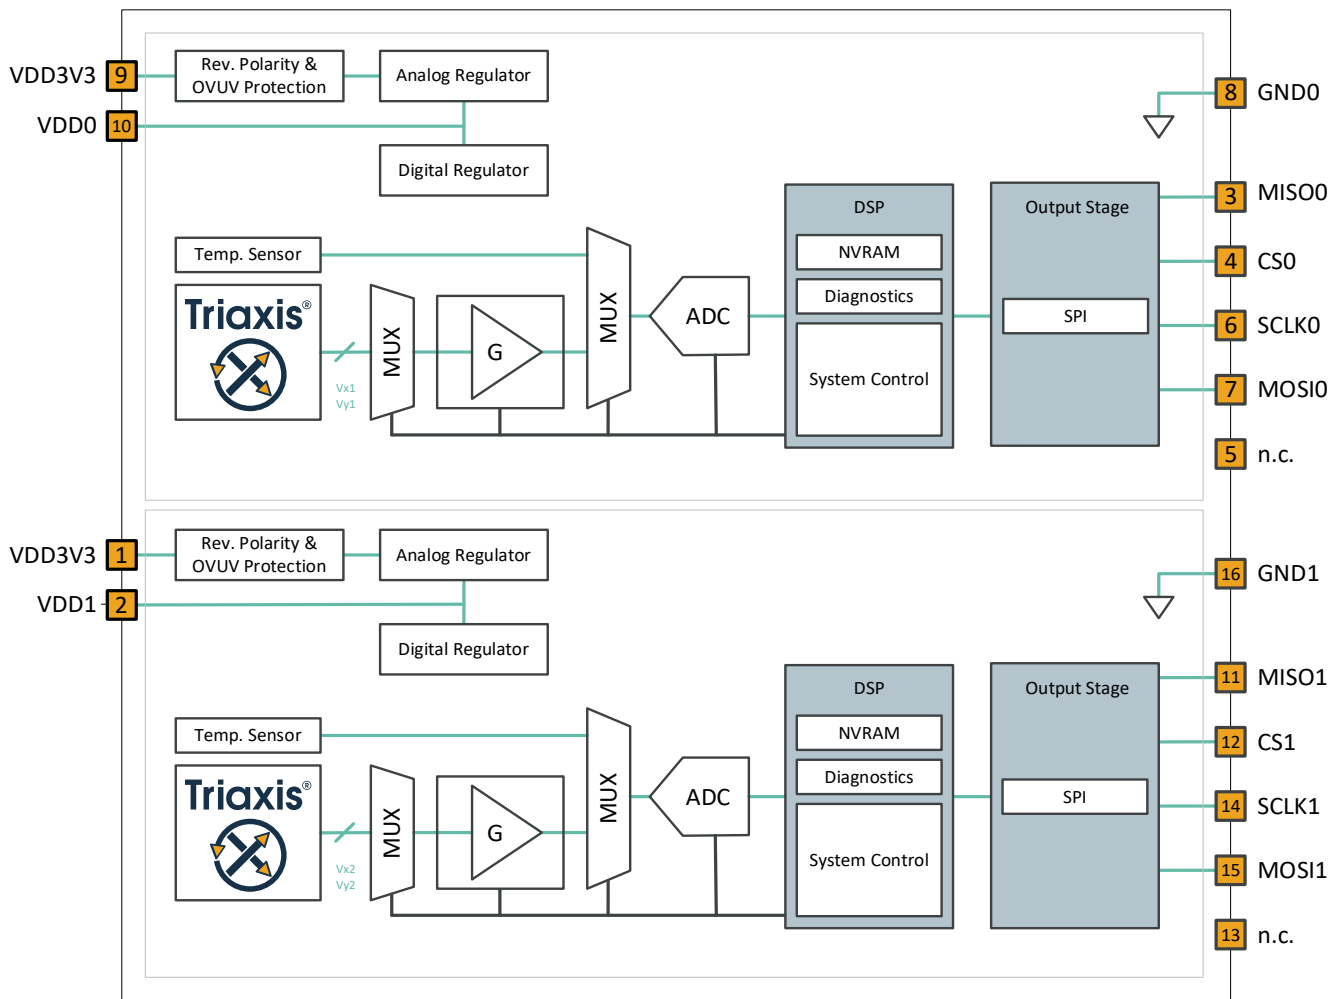 VDD3V3
9
Rev. Polarity &
OVUV Protection
Analog Regulator
8
GND0
VDD0
10
Digital Regulator
DSP
Output Stage
3
MISO0
Temp. Sensor
NVRAM
4
CS0
Triaxis®
MUX
MUX
G
ADC
Diagnostics
SPI
6
SCLK0
Vx1
Vy1
System Control
7
MOSI0
5
n.c.
VDD3V3
1
Rev. Polarity &
OVUV Protection
Analog Regulator
16
GND1
VDD1
2
Digital Regulator
DSP
Output Stage
11
MISO1
Temp. Sensor
NVRAM
12
CS1
Triaxis®
MUX
MUX
G
ADC
Diagnostics
SPI
14
SCLK1
Vx2
Vy2
System Control
15
MOSI1
13
n.c.